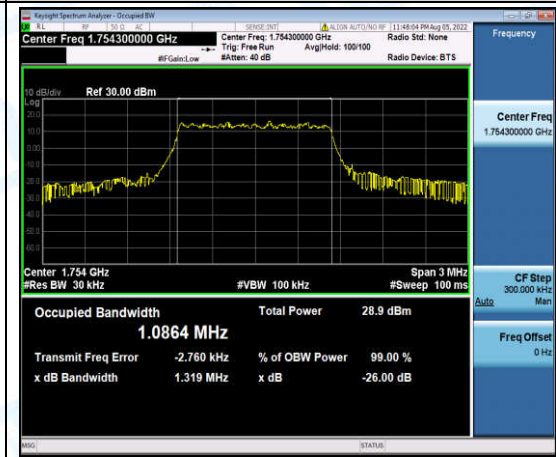 Keysight Spectrum Analyzer - Occupied BW
RL RF 50 Ω AC SENSE:INT ALIGN AUTO/NO RF 11:48:04 PM Aug 05, 2022
Center Freq 1.754300000 GHz
Center Freq: 1.754300000 GHz
Radio Std: None
Trig: Free Run Avg|Hold: 100/100
#IFGain:Low #Atten: 40 dB Radio Device: BTS
10 dB/div Ref 30.00 dBm
Log
20.0
10.0
0.00
-10.0
-20.0
-30.0
-40.0
-50.0
-60.0
Center 1.754 GHz Span 3 MHz
#Res BW 30 kHz #VBW 100 kHz #Sweep 100 ms
Occupied Bandwidth Total Power 28.9 dBm
1.0864 MHz
Transmit Freq Error -2.760 kHz % of OBW Power 99.00 %
x dB Bandwidth 1.319 MHz x dB -26.00 dB
MSG STATUS
Frequency
Center Freq
1.754300000 GHz
CF Step
300.000 kHz
Auto Man
Freq Offset
0 Hz